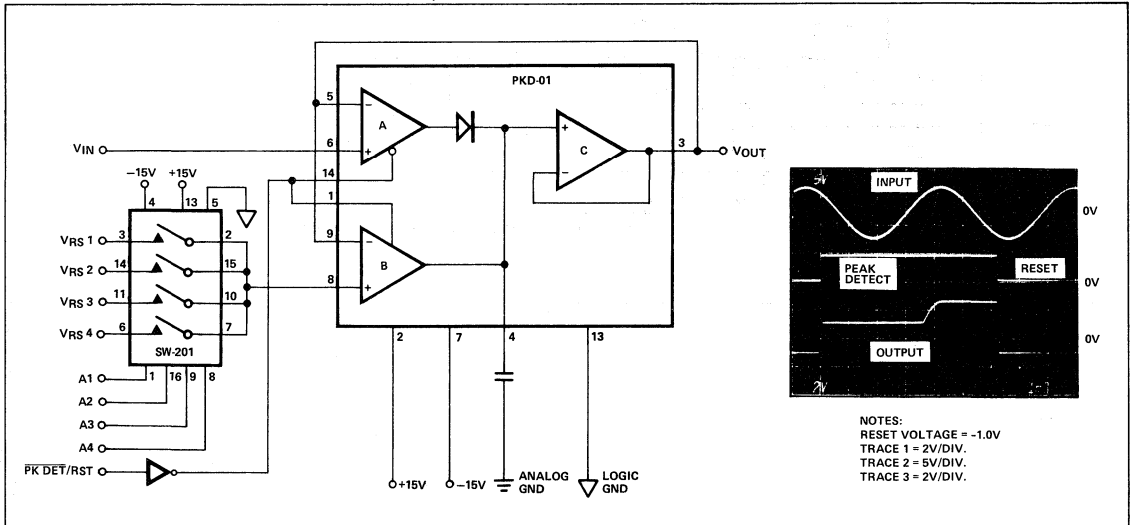 PKD-01
5
−
A
+
6
14
1
9
−
B
+
8
+
C
−
3
VOUT
VIN
−15V
+15V
4
13
5
VRS 1
3
2
VRS 2
14
15
VRS 3
11
10
VRS 4
6
7
SW-201
1
16
9
8
A1
A2
A3
A4
PK DET/RST
2
7
4
13
+15V
−15V
ANALOG
GND
LOGIC
GND
INPUT
0V
PEAK
DETECT
RESET
0V
0V
OUTPUT
NOTES:
RESET VOLTAGE = -1.0V
TRACE 1 = 2V/DIV.
TRACE 2 = 5V/DIV.
TRACE 3 = 2V/DIV.